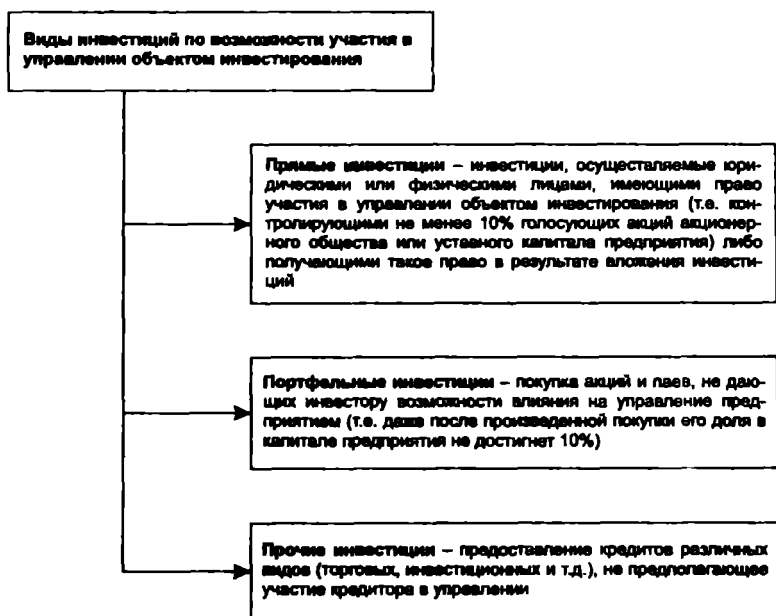 Виды инвестиций по возможности участия в
управлении объектом инвестирования
Прямые инвестиции – инвестиции, осуществляемые юри-
дическими или физическими лицами, имеющими право
участия в управлении объектом инвестирования (т.е. кон-
тролирующими не менее 10% голосующих акций акционер-
ного общества или уставного капитала предприятия) либо
получающими такое право в результате вложения инвести-
ций
Портфельные инвестиции – покупка акций и паев, не даю-
щих инвестору возможности влияния на управление пред-
приятием (т.е. даже после произведенной покупки его доля в
капитале предприятия не достигнет 10%)
Прочие инвестиции – предоставление кредитов различных
видов (торговых, инвестиционных и т.д.), не предполагающее
участие кредитора в управлении